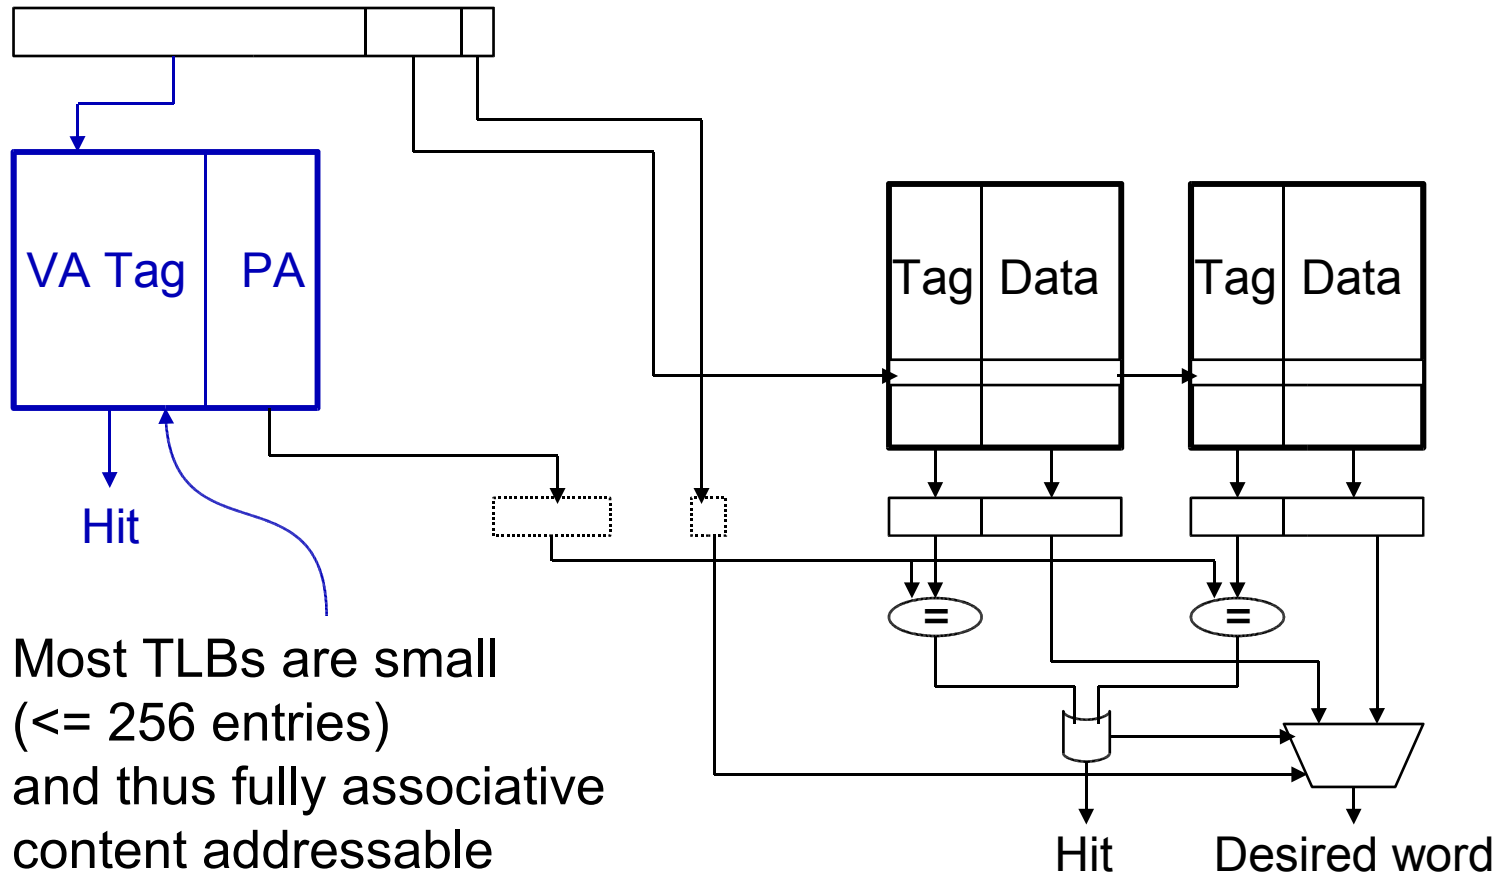 VA Tag PA
Tag Data Tag Data
Hit
= =
Most TLBs are small
(<= 256 entries)
and thus fully associative
content addressable
Hit Desired word